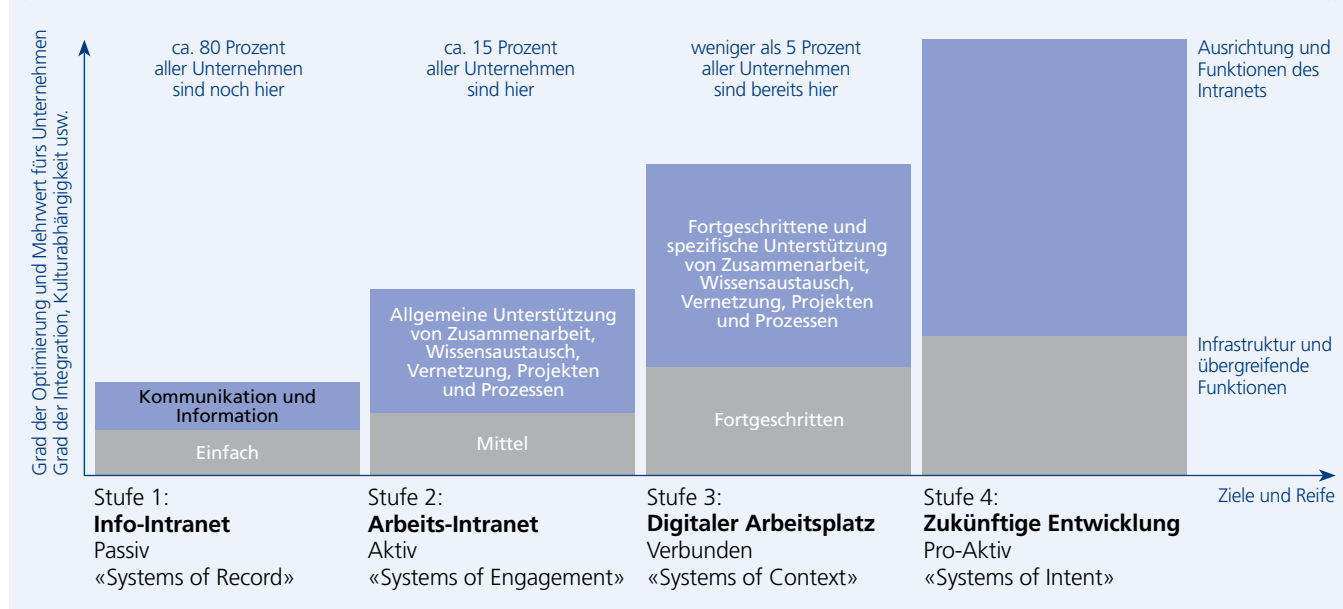 Grad der Optimierung und Mehrwert fürs Unternehmen
Grad der Integration, Kulturabhängigkeit usw.
ca. 80 Prozent
aller Unternehmen
sind noch hier
ca. 15 Prozent
aller Unternehmen
sind hier
weniger als 5 Prozent
aller Unternehmen
sind bereits hier
Ausrichtung und
Funktionen des
Intranets
Kommunikation und
Information
Einfach
Allgemeine Unterstützung
von Zusammenarbeit,
Wissensaustausch,
Vernetzung, Projekten
und Prozessen
Mittel
Fortgeschrittene und
spezifische Unterstützung
von Zusammenarbeit,
Wissensaustausch,
Vernetzung, Projekten
und Prozessen
Fortgeschritten
Infrastruktur und
übergreifende
Funktionen
Ziele und Reife
Stufe 1:
Info-Intranet
Passiv
«Systems of Record»
Stufe 2:
Arbeits-Intranet
Aktiv
«Systems of Engagement»
Stufe 3:
Digitaler Arbeitsplatz
Verbunden
«Systems of Context»
Stufe 4:
Zukünftige Entwicklung
Pro-Aktiv
«Systems of Intent»